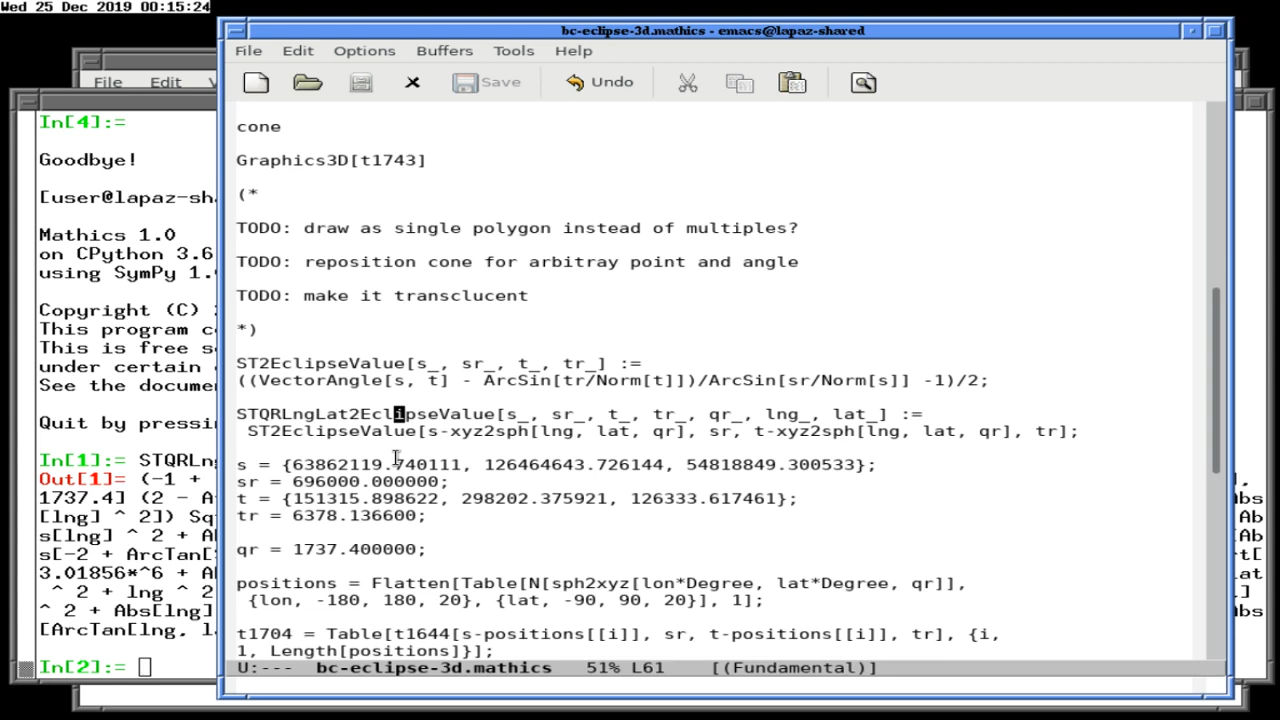 Wed 25 Dec 2019 00:15:24
bc-eclipse-3d.mathics - emacs@lapaz-shared
File Edit Options Buffers Tools Help
Save Undo
cone
Graphics3D[t1743]
(*
TODO: draw as single polygon instead of multiples?
TODO: reposition cone for arbitray point and angle
TODO: make it transclucent
*)
ST2EclipseValue[s_, sr_, t_, tr_] :=
((VectorAngle[s, t] - ArcSin[tr/Norm[t]])/ArcSin[sr/Norm[s]] -1)/2;
STQRLngLat2EclipseValue[s_, sr_, t_, tr_, qr_, lng_, lat_] :=
ST2EclipseValue[s-xyz2sph[lng, lat, qr], sr, t-xyz2sph[lng, lat, qr], tr];
s = {63862119.740111, 126464643.726144, 54818849.300533};
sr = 696000.000000;
t = {151315.898622, 298202.375921, 126333.617461};
tr = 6378.136600;
qr = 1737.400000;
positions = Flatten[Table[N[sph2xyz[lon*Degree, lat*Degree, qr]],
{lon, -180, 180, 20}, {lat, -90, 90, 20}], 1];
t1704 = Table[t1644[s-positions[[i]], sr, t-positions[[i]], tr], {i,
1, Length[positions]}];
U:--- bc-eclipse-3d.mathics 51% L61 [(Fundamental)]
File Edit
In[4]:=
Goodbye!
[user@lapaz-sh
Mathics 1.0
on CPython 3.6
using SymPy 1.
Copyright (C)
This program c
This is free s
under certain
See the docume
Quit by pressi
In[1]:= STQRLn
Out[1]= (-1 +
1737.4] (2 - A
[lng] ^ 2]) Sq
s[lng] ^ 2 + A
s[-2 + ArcTan[
3.01856*^6 + A
^ 2 + lng ^ 2
^ 2 + Abs[lng]
[ArcTan[lng, l
In[2]:=